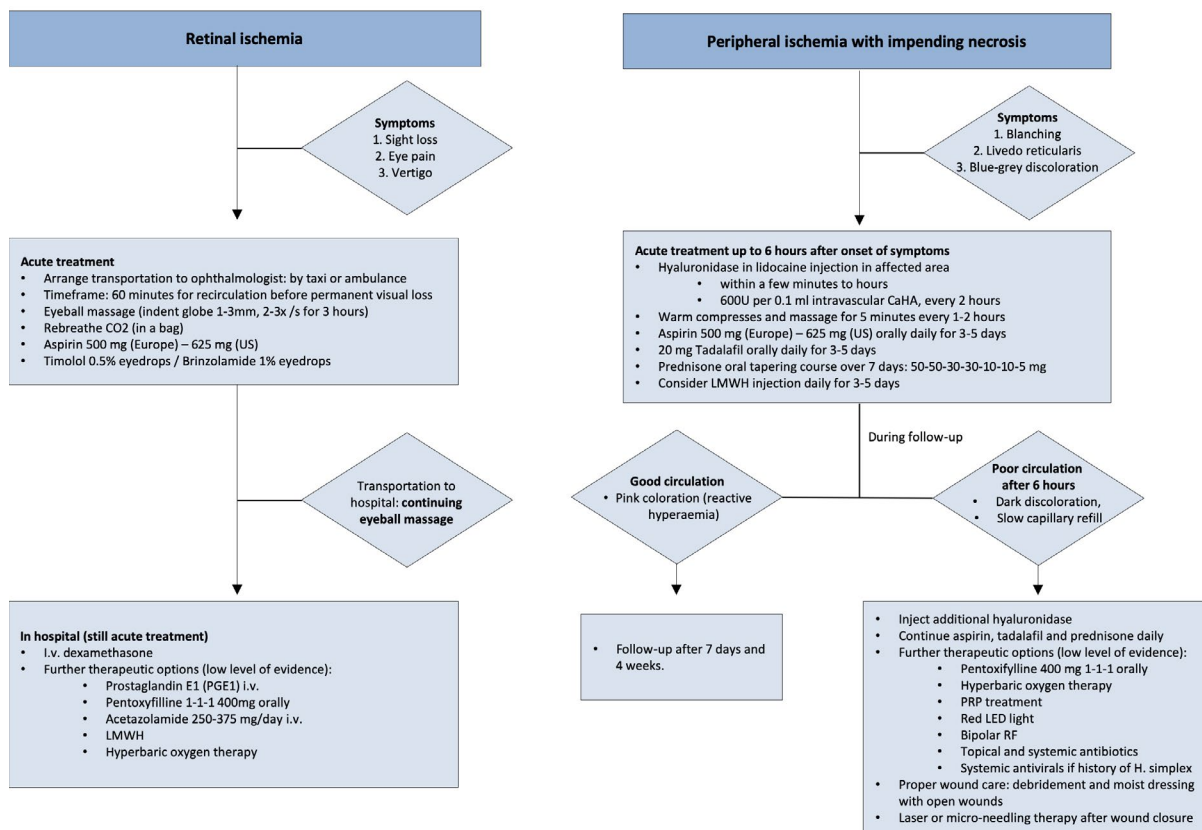 Retinal ischemia
Symptoms
1. Sight loss
2. Eye pain
3. Vertigo
Acute treatment
• Arrange transportation to ophthalmologist: by taxi or ambulance
• Timeframe: 60 minutes for recirculation before permanent visual loss
• Eyeball massage (indent globe 1-3mm, 2-3x /s for 3 hours)
• Rebreathe CO2 (in a bag)
• Aspirin 500 mg (Europe) – 625 mg (US)
• Timolol 0.5% eyedrops / Brinzolamide 1% eyedrops
Transportation to
hospital: continuing
eyeball massage
In hospital (still acute treatment)
• I.v. dexamethasone
• Further therapeutic options (low level of evidence):
• Prostaglandin E1 (PGE1) i.v.
• Pentoxyfilline 1-1-1 400mg orally
• Acetazolamide 250-375 mg/day i.v.
• LMWH
• Hyperbaric oxygen therapy
Peripheral ischemia with impending necrosis
Symptoms
1. Blanching
2. Livedo reticularis
3. Blue-grey discoloration
Acute treatment up to 6 hours after onset of symptoms
• Hyaluronidase in lidocaine injection in affected area
• within a few minutes to hours
• 600U per 0.1 ml intravascular CaHA, every 2 hours
• Warm compresses and massage for 5 minutes every 1-2 hours
• Aspirin 500 mg (Europe) – 625 mg (US) orally daily for 3-5 days
• 20 mg Tadalafil orally daily for 3-5 days
• Prednisone oral tapering course over 7 days: 50-50-30-30-10-10-5 mg
• Consider LMWH injection daily for 3-5 days
During follow-up
Good circulation
• Pink coloration (reactive
hyperaemia)
Poor circulation
after 6 hours
• Dark discoloration,
• Slow capillary refill
• Follow-up after 7 days and
4 weeks.
• Inject additional hyaluronidase
• Continue aspirin, tadalafil and prednisone daily
• Further therapeutic options (low level of evidence):
• Pentoxifylline 400 mg 1-1-1 orally
• Hyperbaric oxygen therapy
• PRP treatment
• Red LED light
• Bipolar RF
• Topical and systemic antibiotics
• Systemic antivirals if history of H. simplex
• Proper wound care: debridement and moist dressing
with open wounds
• Laser or micro-needling therapy after wound closure